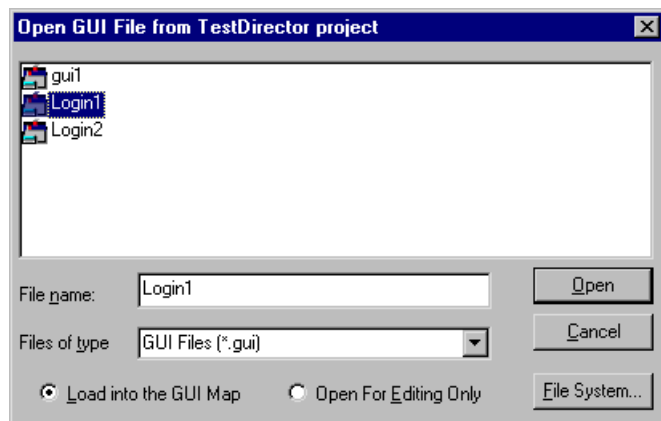 Open GUI File from TestDirector project
gui1
Login1
Login2
File name: Login1
Open
Files of type GUI Files (*.gui)
Cancel
Load into the GUI Map Open For Editing Only File System...